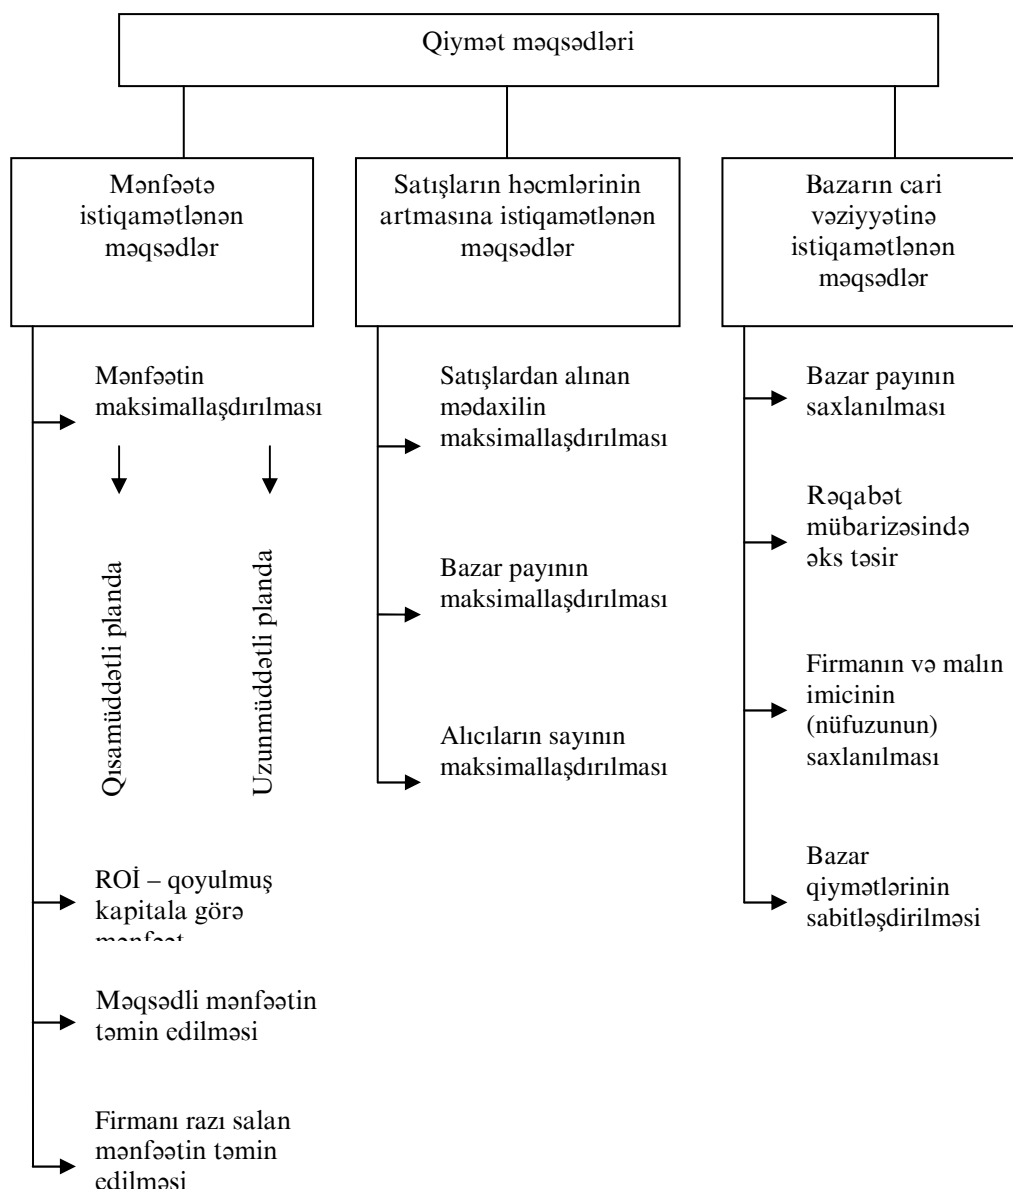 Qiymət məqsədləri
Mənfəətə
istiqamətlənən
məqsədlər
Satışların həcmlərinin
artmasına istiqamətlənən
məqsədlər
Bazarın cari
vəziyyətinə
istiqamətlənən
məqsədlər
Mənfəətin
maksimallaşdırılması
Qısamüddətli planda
Uzunmüddətli planda
ROİ – qoyulmuş
kapitala görə
mənfəət
Məqsədli mənfəətin
təmin edilməsi
Firmanı razı salan
mənfəətin təmin
edilməsi
Satışlardan alınan
mədaxilin
maksimallaşdırılması
Bazar payının
maksimallaşdırılması
Alıcıların sayının
maksimallaşdırılması
Bazar payının
saxlanılması
Rəqabət
mübarizəsində
əks təsir
Firmanın və malın
imicinin
(nüfuzunun)
saxlanılması
Bazar
qiymətlərinin
sabitləşdirilməsi